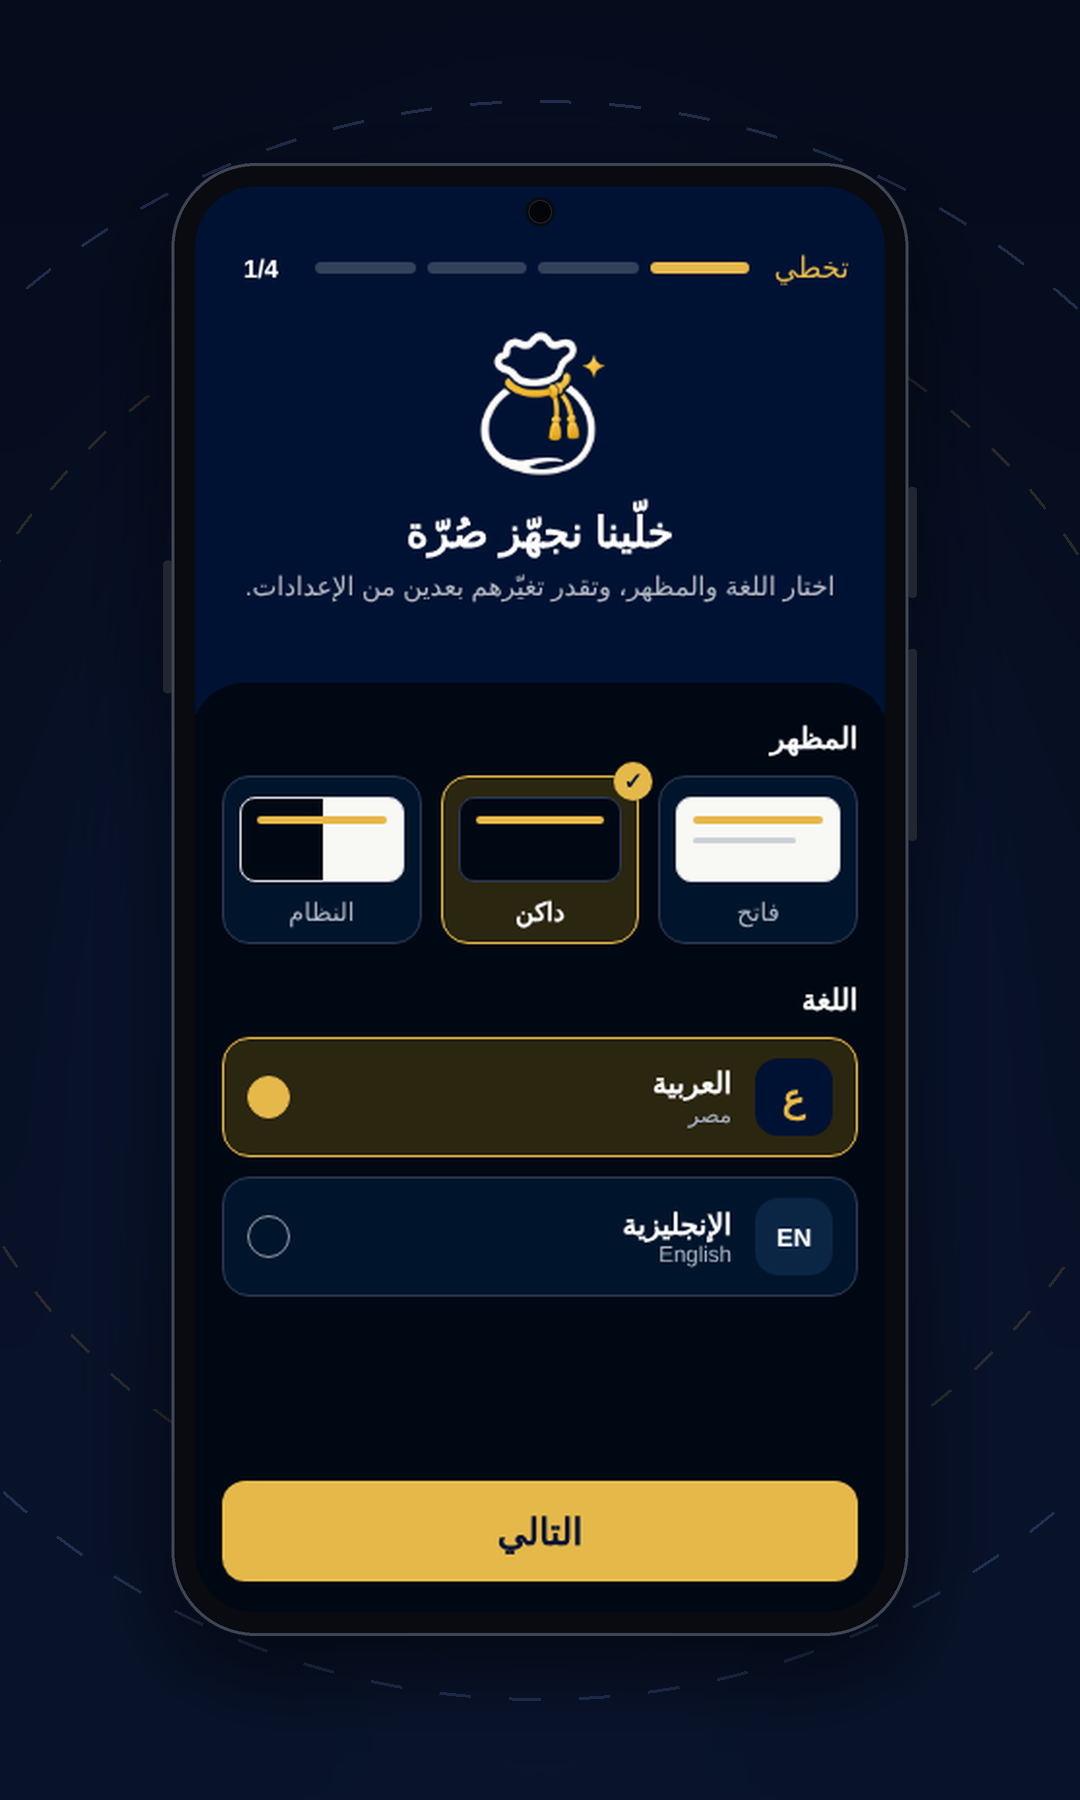 تخطي 1/4
خلّينا نجهّز صُرّة
اختار اللغة والمظهر، وتقدر تغيّرهم بعدين من الإعدادات.
المظهر
فاتح داكن النظام
اللغة
ع العربية
مصر
EN الإنجليزية
English
التالي